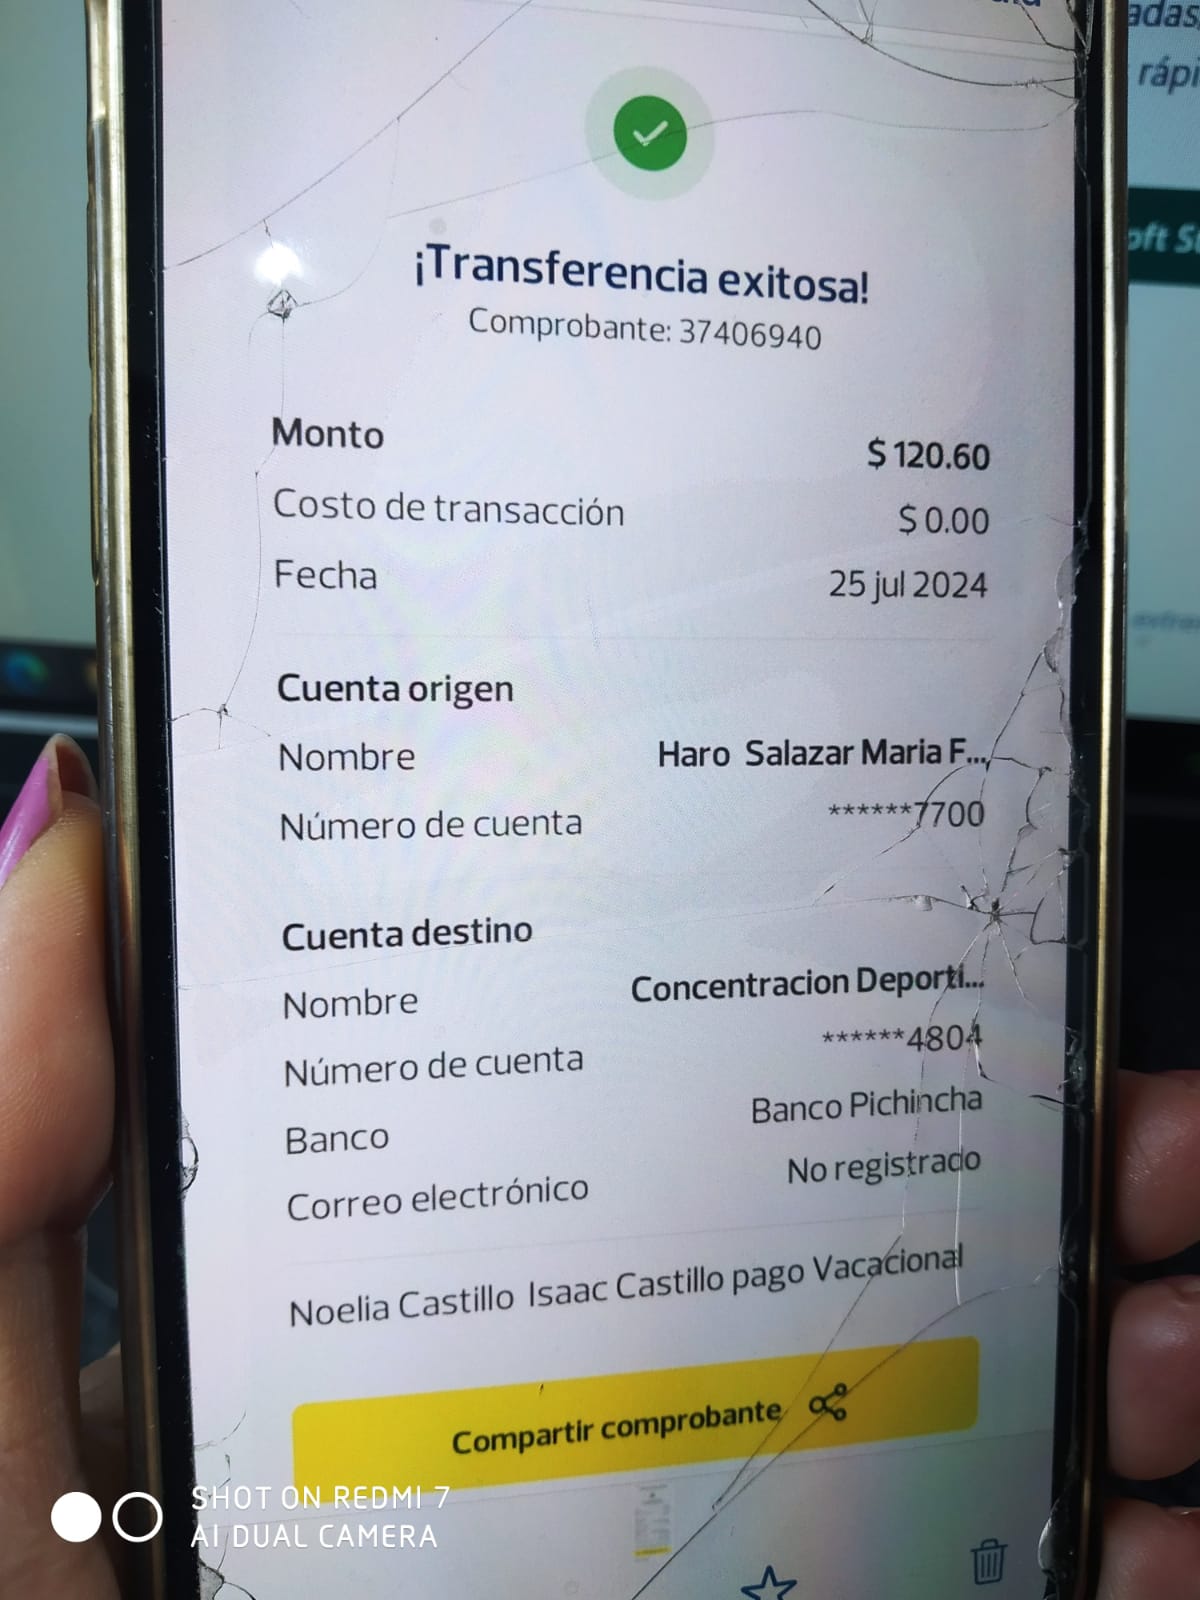 adas
rápi
oft S
¡Transferencia exitosa!
Comprobante: 37406940
Monto $ 120.60
Costo de transacción $ 0.00
Fecha 25 jul 2024
Cuenta origen
Nombre Haro Salazar Maria F...
Número de cuenta ******7700
Cuenta destino
Nombre Concentracion Deporti...
Número de cuenta ******4804
Banco Banco Pichincha
Correo electrónico No registrado
Noelia Castillo Isaac Castillo pago Vacacional
Compartir comprobante
SHOT ON REDMI 7
AI DUAL CAMERA